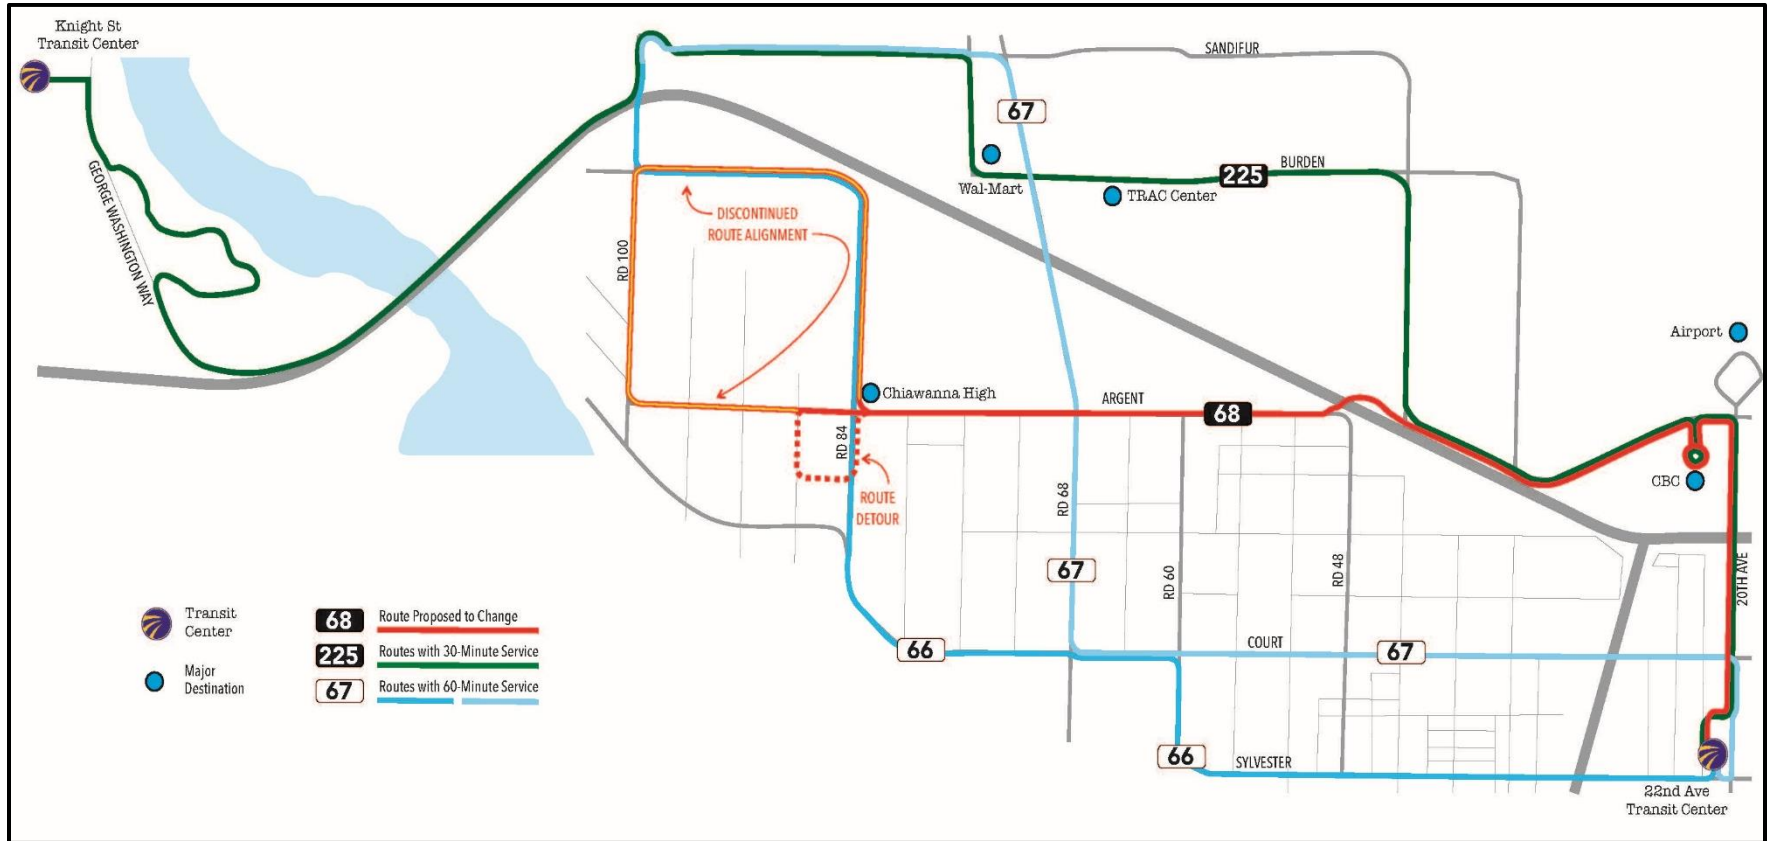 Knight St
Transit Center
SANDIFUR
67
GEORGE WASHINGTON WAY
BURDEN
225
Wal-Mart
TRAC Center
DISCONTINUED
ROUTE ALIGNMENT
RD 100
Airport
Chiawanna High
ARGENT
68
RD 84
CBC
ROUTE
DETOUR
RD 68
67
RD 60
RD 48
20TH AVE
Transit
Center
68
Route Proposed to Change
225
Routes with 30-Minute Service
Major
Destination
67
Routes with 60-Minute Service
66
COURT
67
66
SYLVESTER
22nd Ave
Transit Center